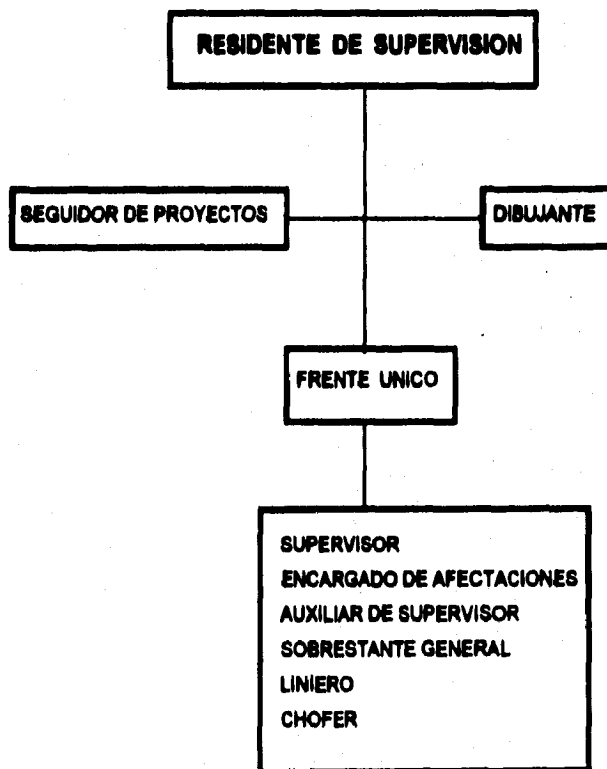 RESIDENTE DE SUPERVISION
SEGUIDOR DE PROYECTOS
DIBUJANTE
FRENTE UNICO
SUPERVISOR
ENCARGADO DE AFECTACIONES
AUXILIAR DE SUPERVISOR
SOBRESTANTE GENERAL
LINIERO
CHOFER